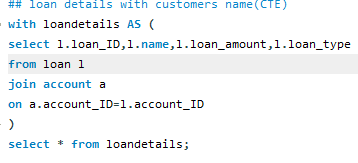 ## loan details with customers name(CTE)
with loandetails AS (
select l.loan_ID,l.name,l.loan_amount,l.loan_type
from loan l
join account a
on a.account_ID=l.account_ID
)
select * from loandetails;